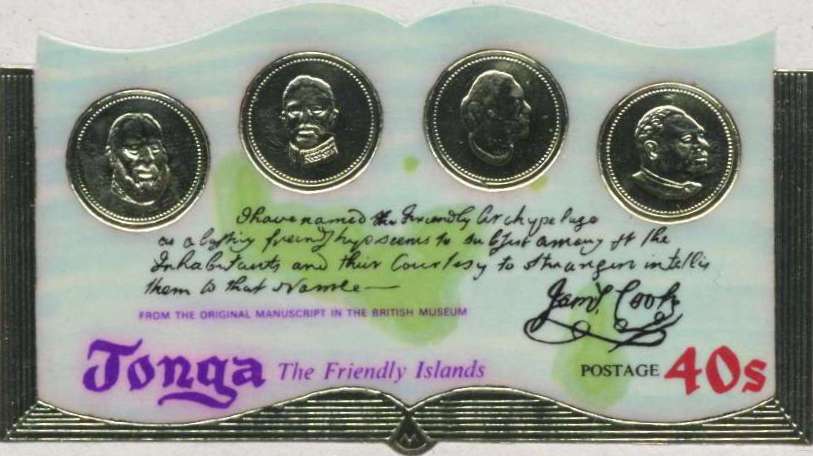 I have named the Friendly Archipelago
as a lasting friendship seems to subsist among st the
Inhabitants and their Courtesy to strangers intitls
them to that Name—
Jam.s Cook
FROM THE ORIGINAL MANUSCRIPT IN THE BRITISH MUSEUM
Tonga The Friendly Islands POSTAGE 40s